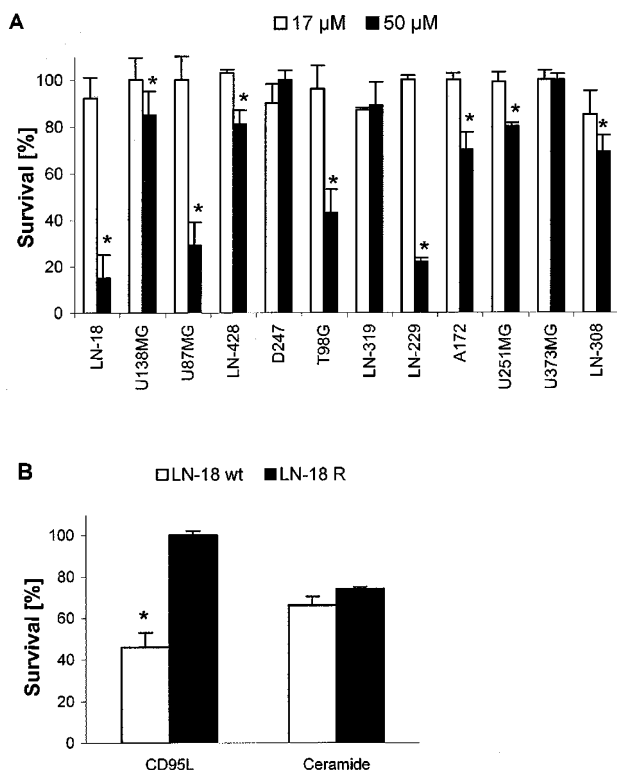 A
17 µM 50 µM
Survival [%]
100
80
60
40
20
0
*
*
*
*
*
*
*
*
*
LN-18
U138MG
U87MG
LN-428
D247
T98G
LN-319
LN-229
A172
U251MG
U373MG
LN-308
B
LN-18 wt LN-18 R
Survival [%]
100
80
60
40
20
0
*
CD95L Ceramide